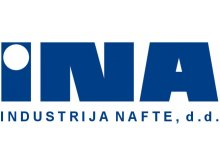 INA
INDUSTRIJA NAFTE, d.d.